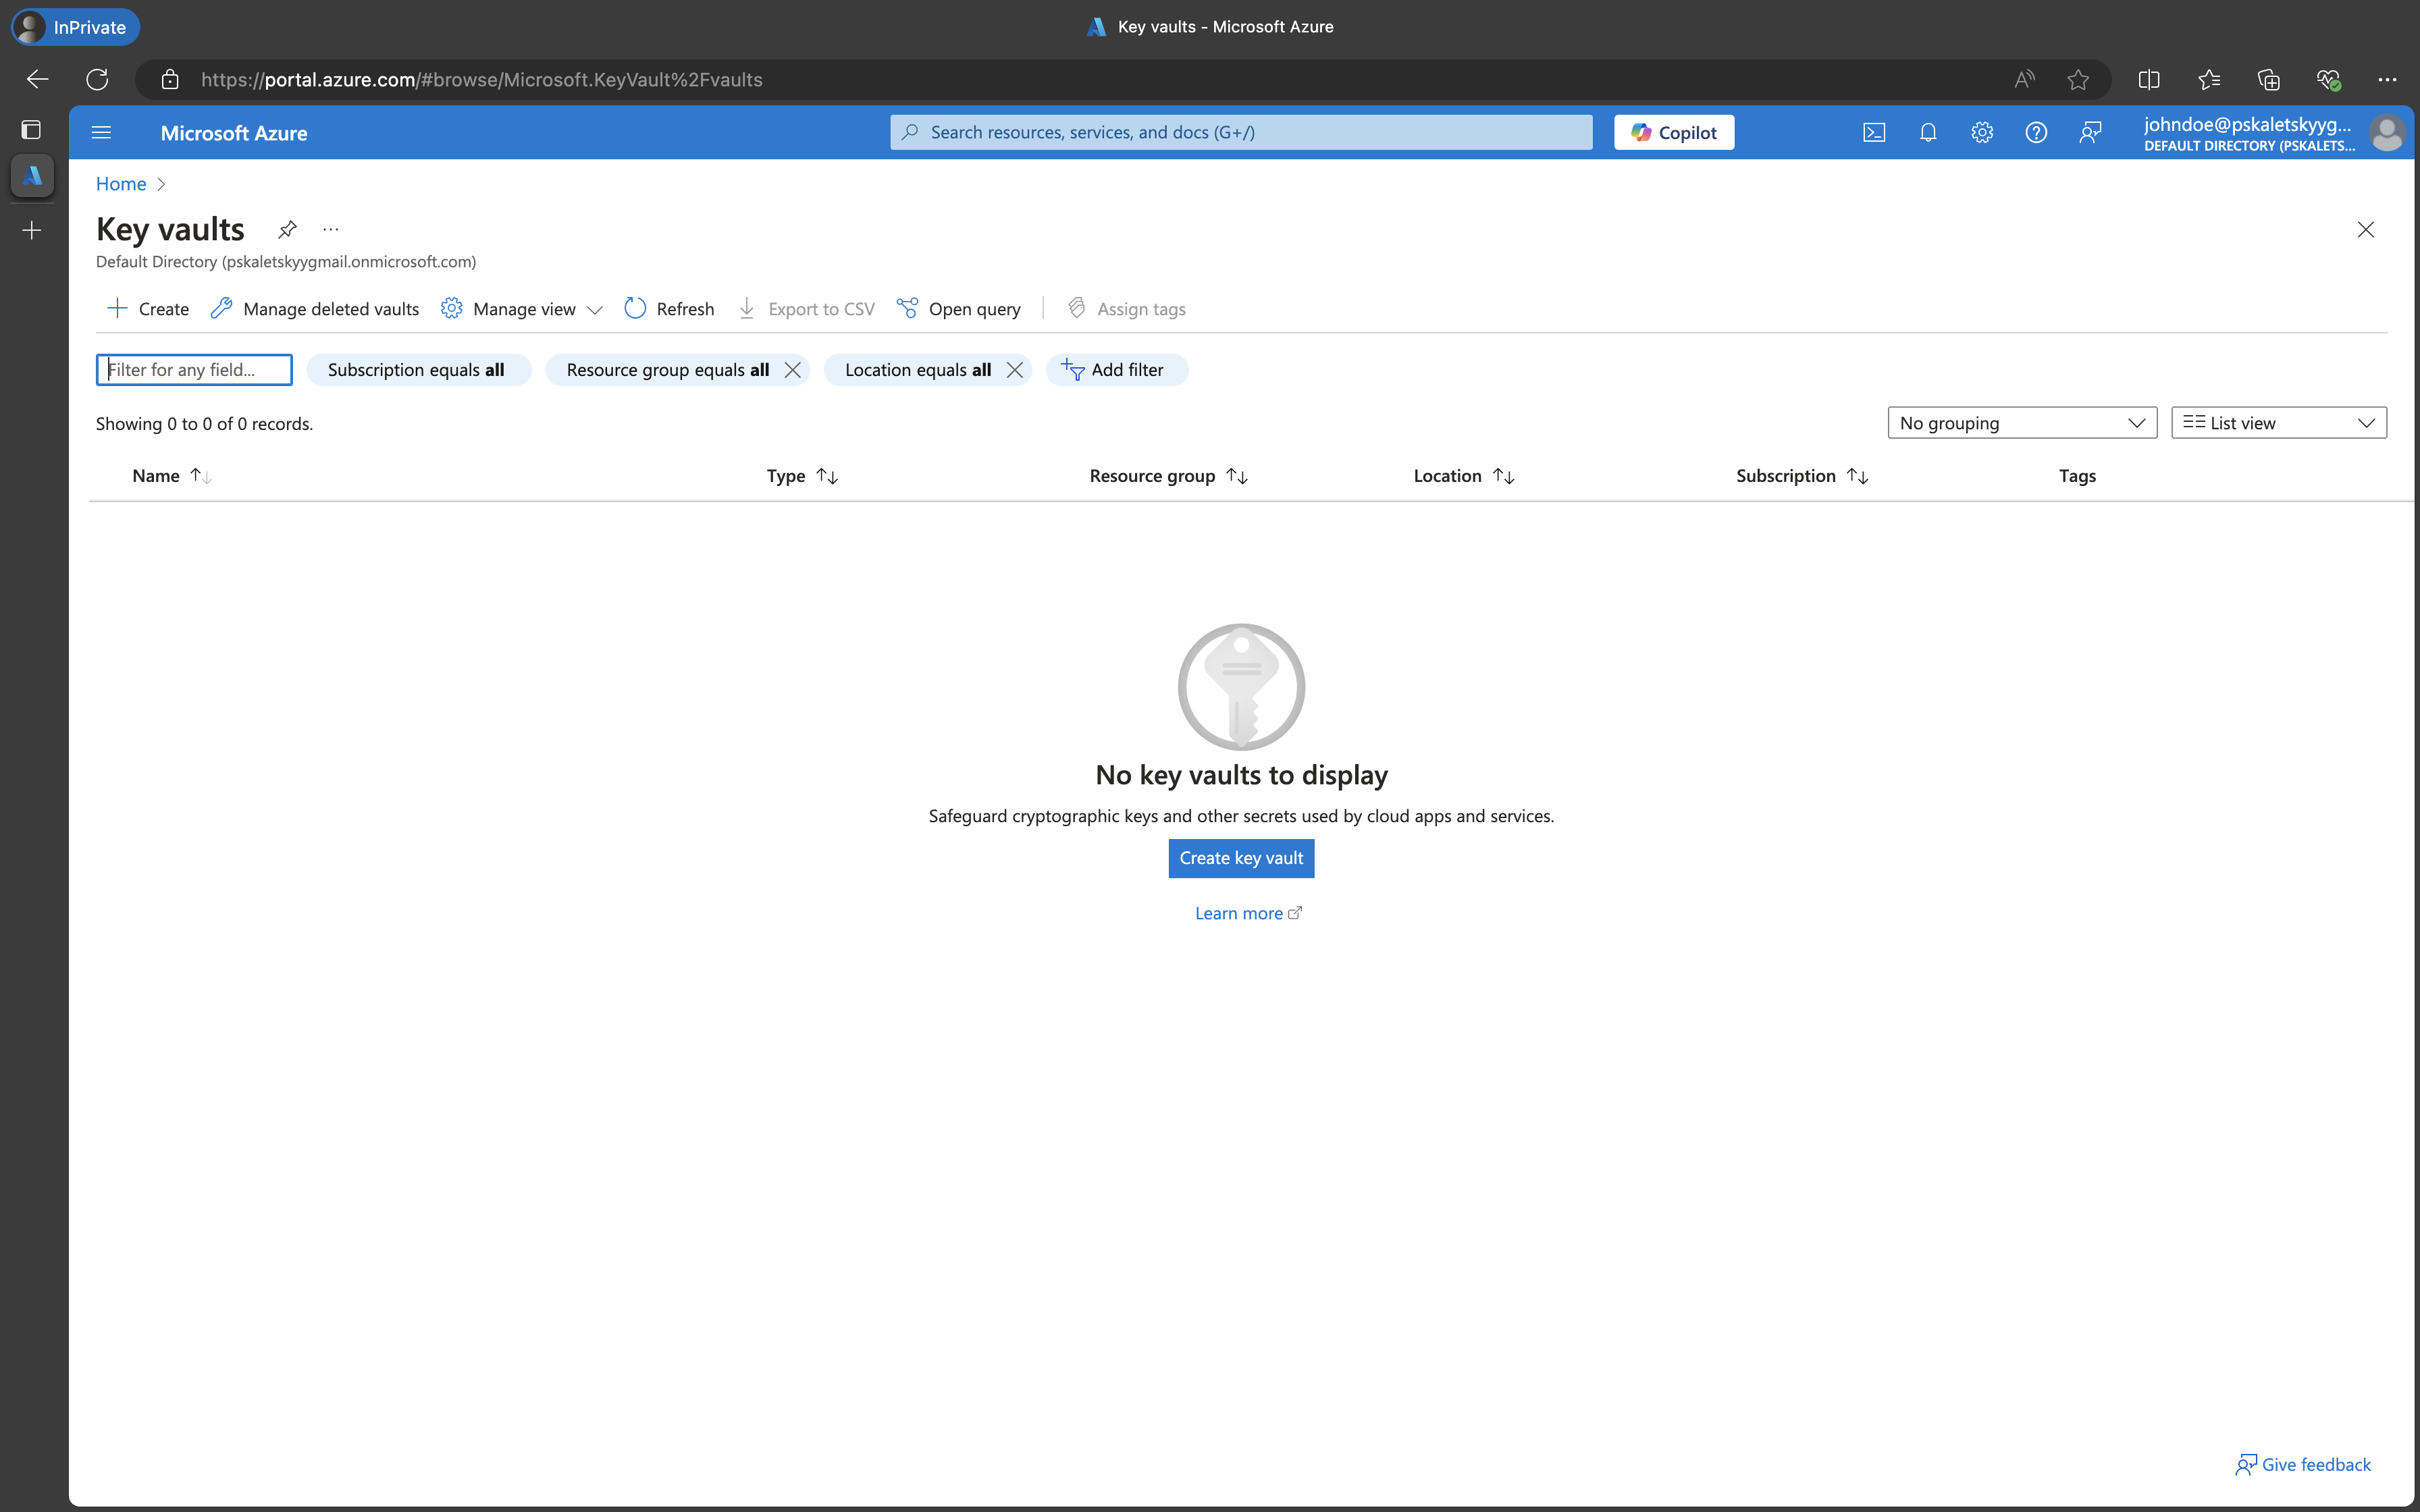 InPrivate
Key vaults - Microsoft Azure
https://portal.azure.com/#browse/Microsoft.KeyVault%2Fvaults
Microsoft Azure
Search resources, services, and docs (G+/)
Copilot
johndoe@pskaletskyyg...
DEFAULT DIRECTORY (PSKALETS...
Home
Key vaults
Default Directory (pskaletskyygmail.onmicrosoft.com)
Create Manage deleted vaults Manage view Refresh Export to CSV Open query Assign tags
Filter for any field... Subscription equals all Resource group equals all Location equals all Add filter
Showing 0 to 0 of 0 records.
No grouping
List view
Name Type Resource group Location Subscription Tags
No key vaults to display
Safeguard cryptographic keys and other secrets used by cloud apps and services.
Create key vault
Learn more
Give feedback